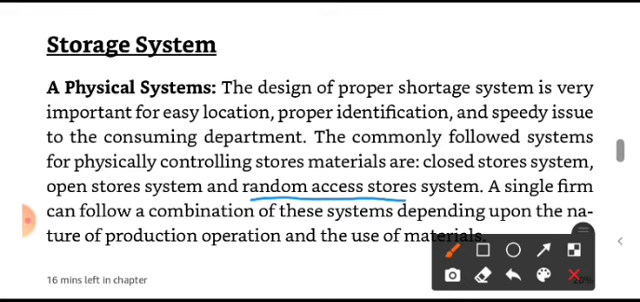 Storage System
A Physical Systems: The design of proper shortage system is very
important for easy location, proper identification, and speedy issue
to the consuming department. The commonly followed systems
for physically controlling stores materials are: closed stores system,
open stores system and random access stores system. A single firm
can follow a combination of these systems depending upon the na-
ture of production operation and the use of materials.
16 mins left in chapter